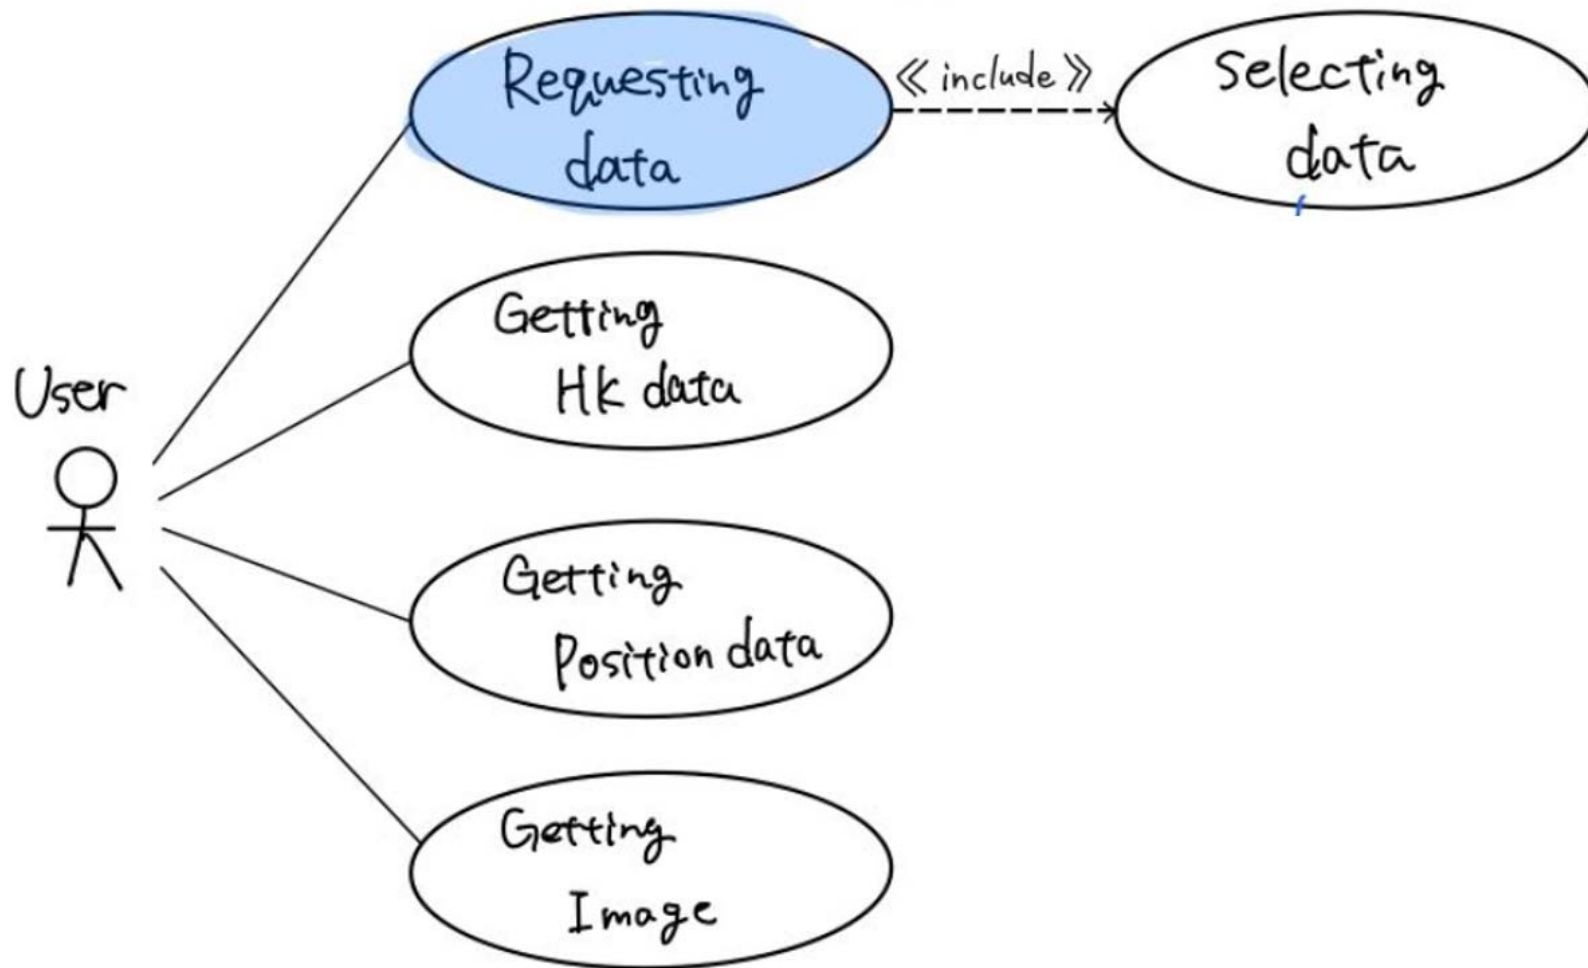 Requesting
data
《include》
Selecting
data
Getting
Hk data
User
Getting
Position data
Getting
Image